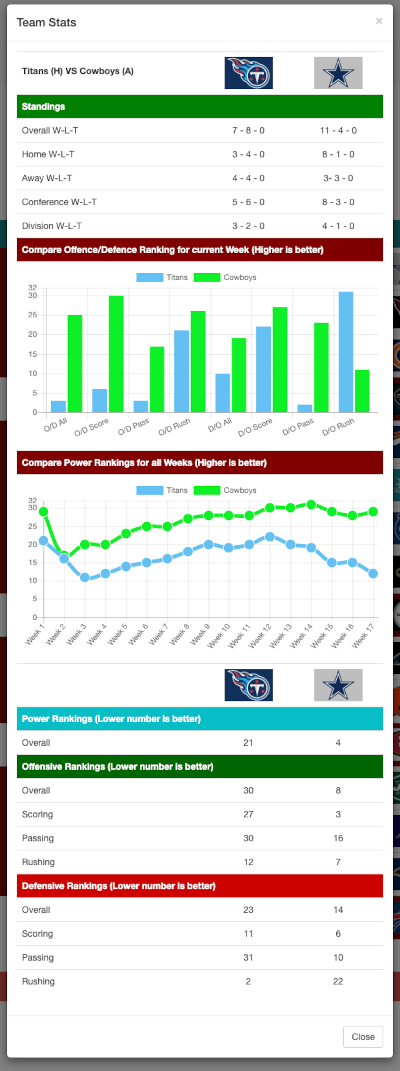 Team Stats ×
Titans (H) VS Cowboys (A)
Standings
Overall W-L-T 7 - 8 - 0 11 - 4 - 0
Home W-L-T 3 - 4 - 0 8 - 1 - 0
Away W-L-T 4 - 4 - 0 3- 3 - 0
Conference W-L-T 5 - 6 - 0 8 - 3 - 0
Division W-L-T 3 - 2 - 0 4 - 1 - 0
Compare Offence/Defence Ranking for current Week (Higher is better)
Titans Cowboys
32
30
25
20
15
10
5
0
O/D All O/D Score O/D Pass O/D Rush D/O All D/O Score D/O Pass D/O Rush
Compare Power Rankings for all Weeks (Higher is better)
Titans Cowboys
32
30
25
20
15
10
5
0
Week 1 Week 2 Week 3 Week 4 Week 5 Week 6 Week 7 Week 8 Week 9 Week 10 Week 11 Week 12 Week 13 Week 14 Week 15 Week 16 Week 17
Power Rankings (Lower number is better)
Overall 21 4
Offensive Rankings (Lower number is better)
Overall 30 8
Scoring 27 3
Passing 30 16
Rushing 12 7
Defensive Rankings (Lower number is better)
Overall 23 14
Scoring 11 6
Passing 31 10
Rushing 2 22
Close